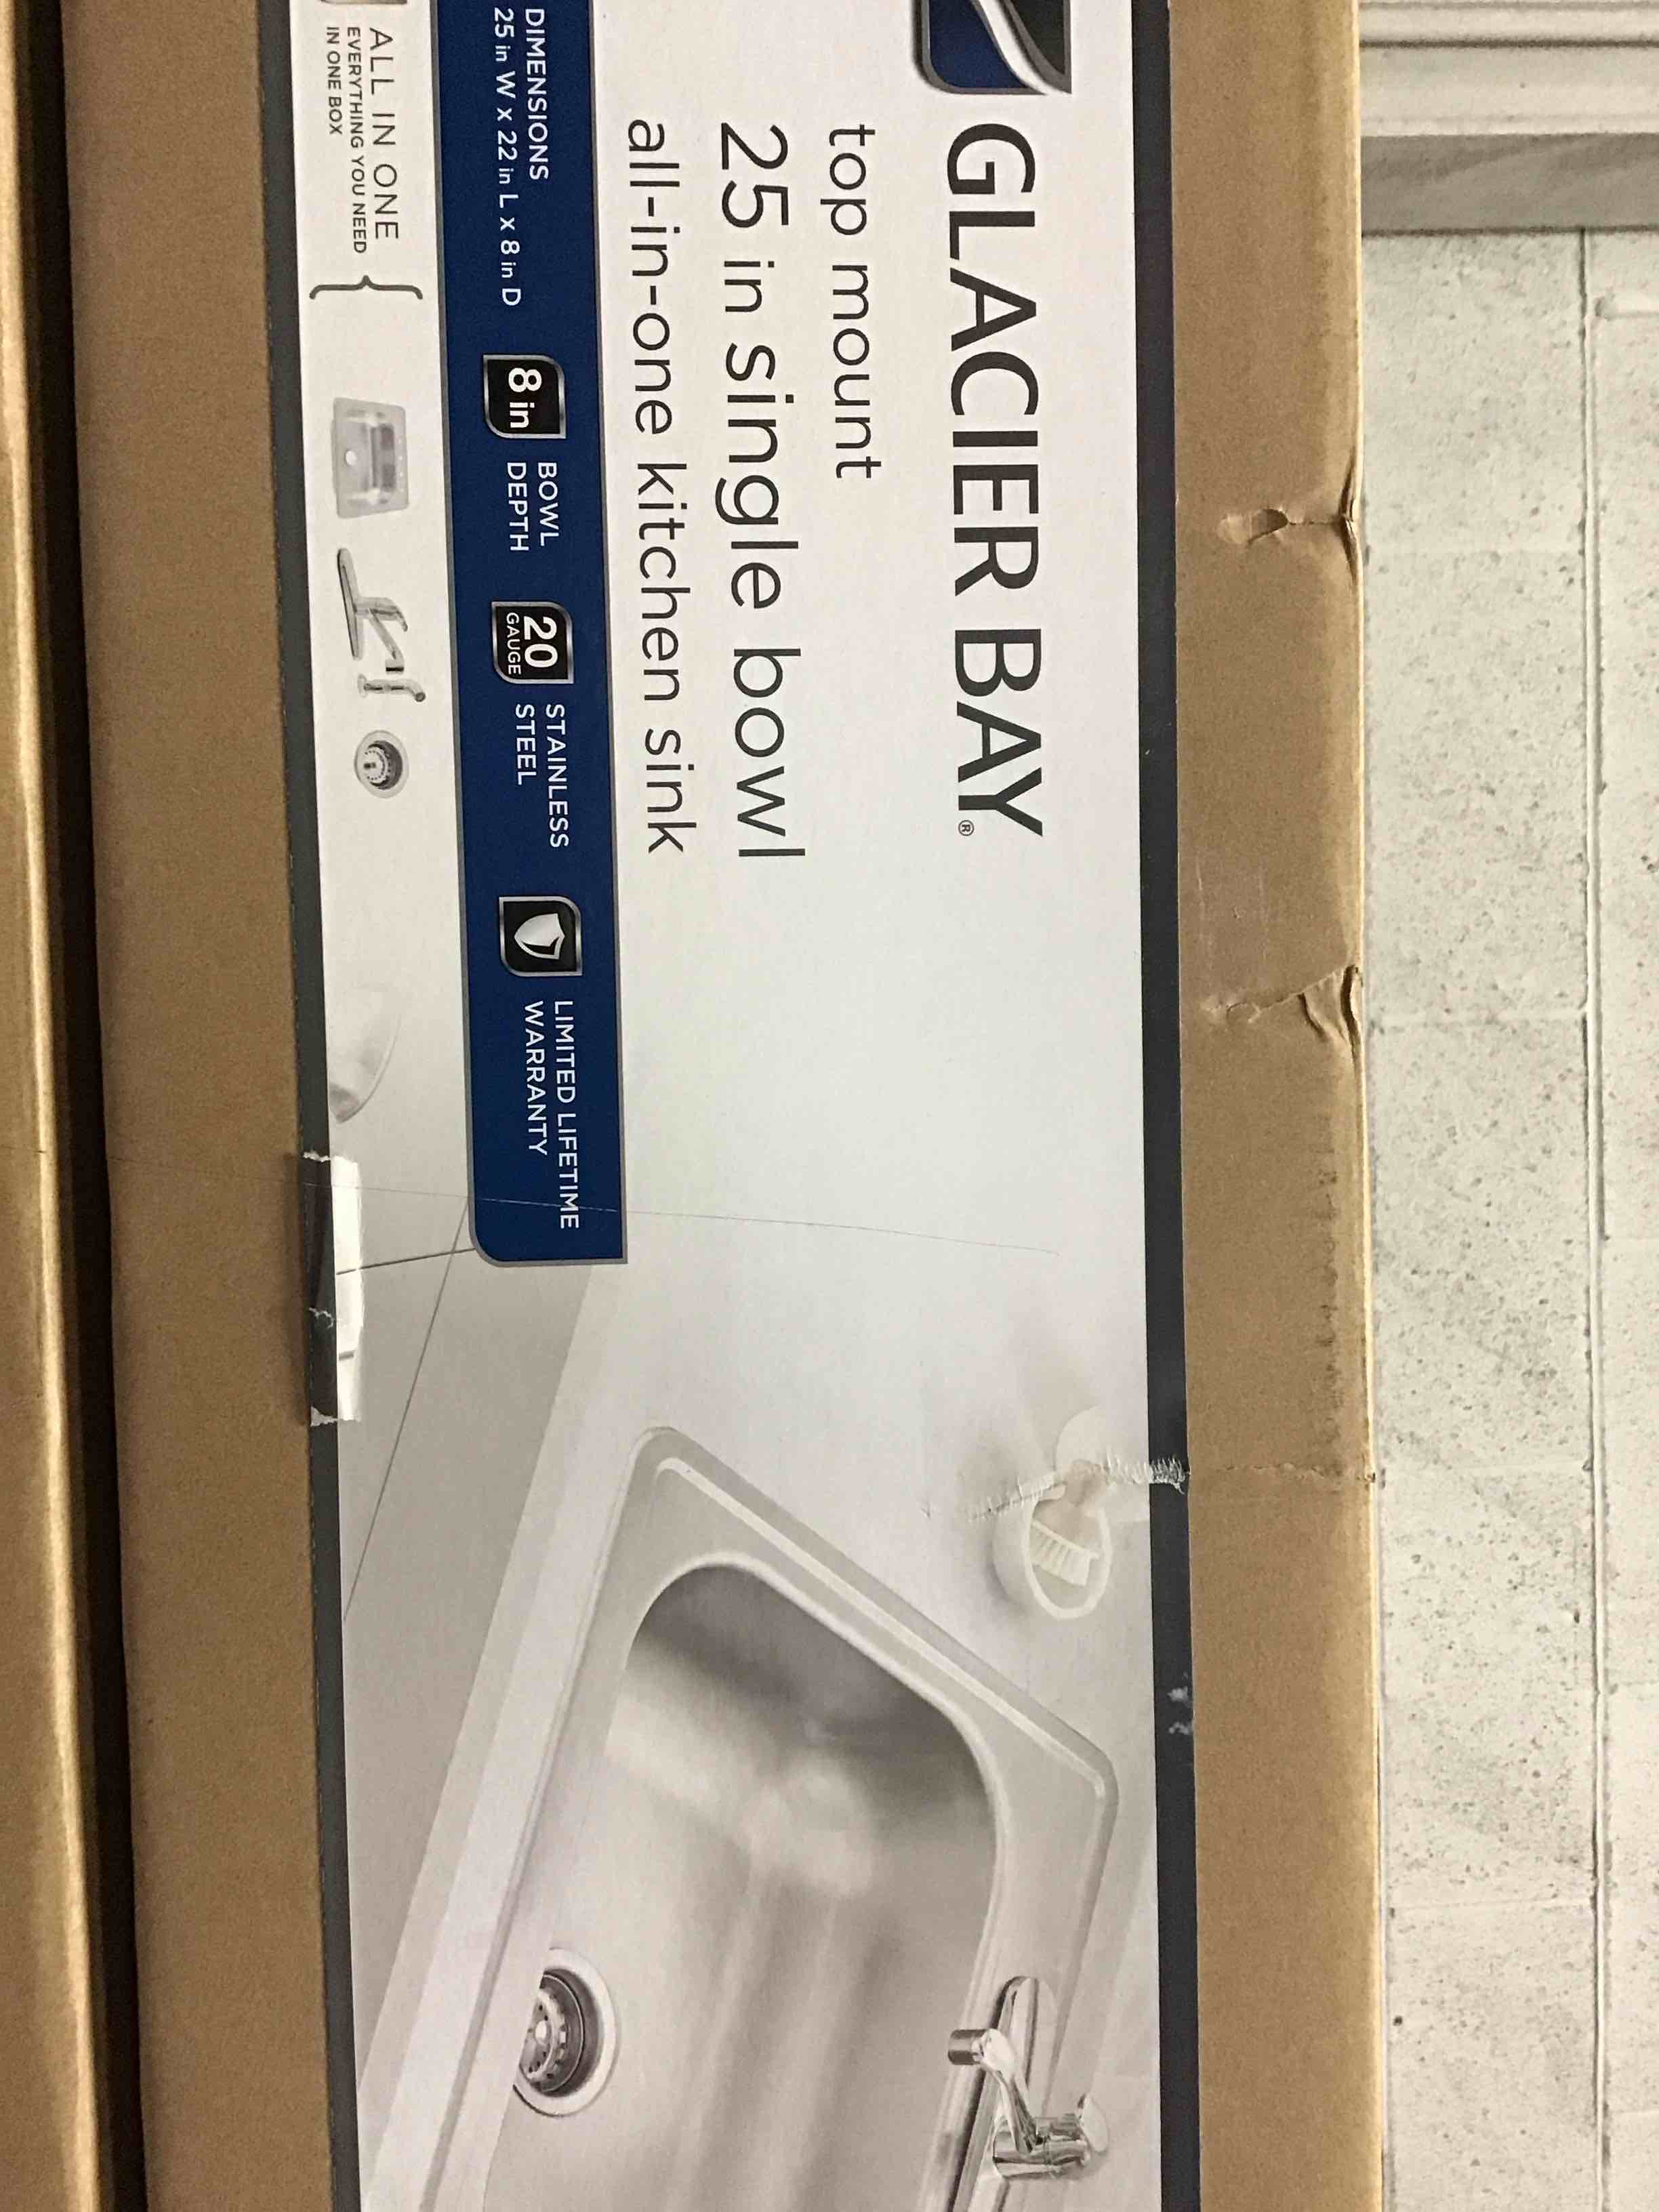 GLACIER BAY®
top mount
25 in single bowl
all-in-one kitchen sink
DIMENSIONS
25 in W x 22 in L x 8 in D
8 in
BOWL
DEPTH
20
GAUGE
STAINLESS
STEEL
LIMITED LIFETIME
WARRANTY
ALL IN ONE
EVERYTHING YOU NEED
IN ONE BOX